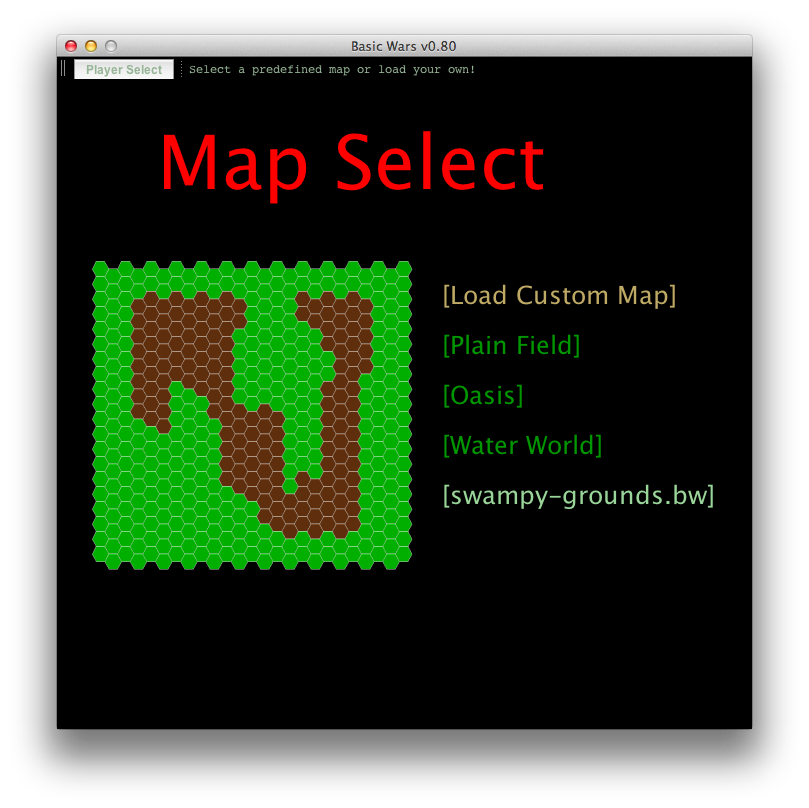 Basic Wars v0.80
Player Select
Select a predefined map or load your own!
Map Select
[Load Custom Map]
[Plain Field]
[Oasis]
[Water World]
[swampy-grounds.bw]